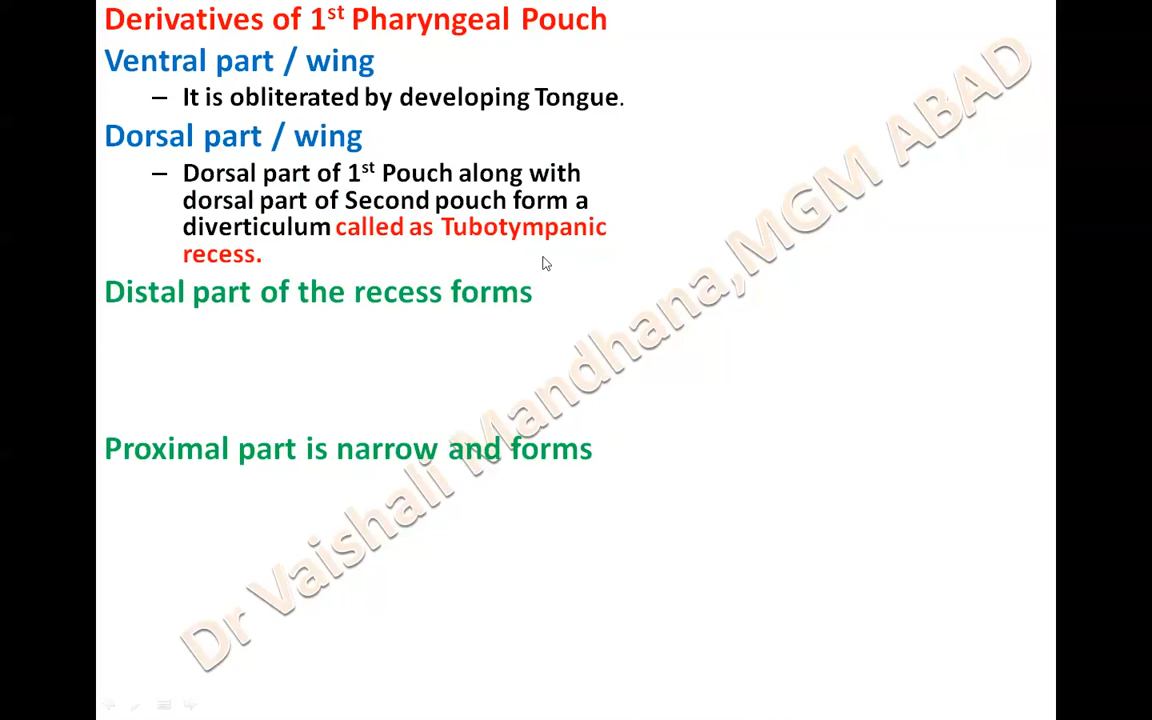 Derivatives of 1st Pharyngeal Pouch
Ventral part / wing
– It is obliterated by developing Tongue.
Dorsal part / wing
– Dorsal part of 1st Pouch along with
dorsal part of Second pouch form a
diverticulum called as Tubotympanic
recess.
Distal part of the recess forms
Proximal part is narrow and forms
Dr Vaishali Mandhana,MGM ABAD